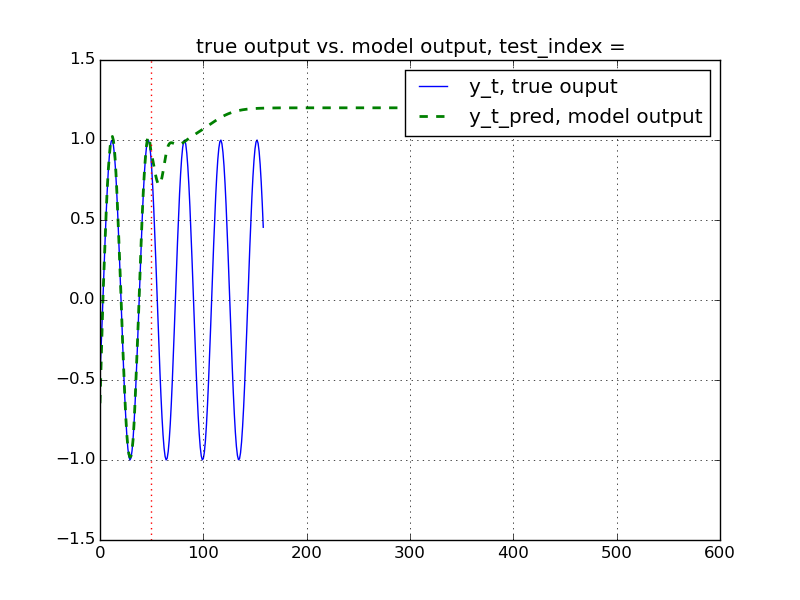 true output vs. model output, test_index =
y_t, true ouput
y_t_pred, model output
1.5
1.0
0.5
0.0
−0.5
−1.0
−1.5
0 100 200 300 400 500 600